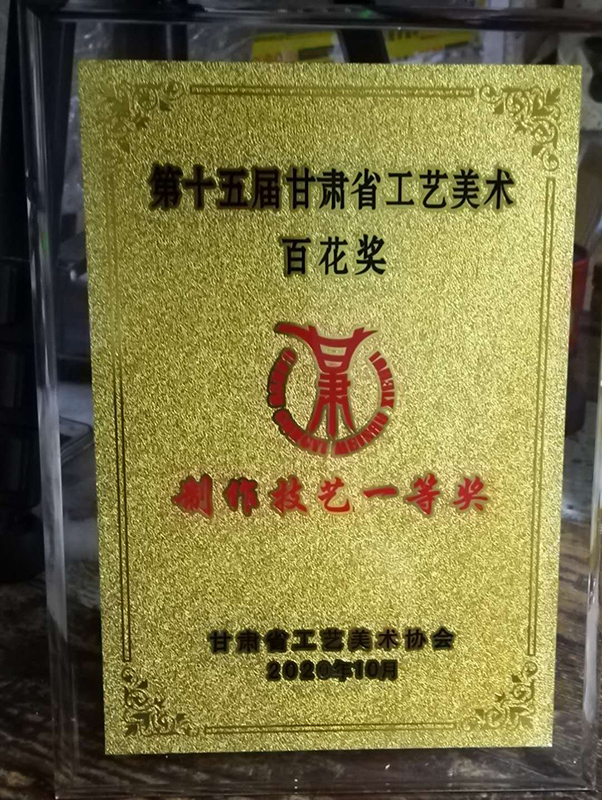 第十五届甘肃省工艺美术
百花奖
制作技艺一等奖
甘肃省工艺美术协会
2020年10月